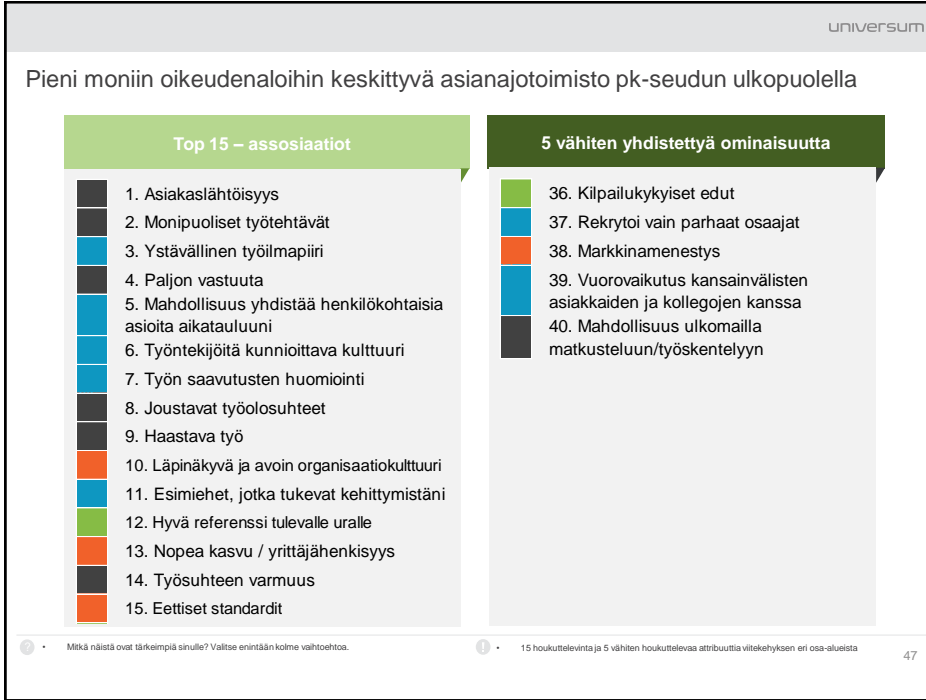 universum
Pieni moniin oikeudenaloihin keskittyvä asianajotoimisto pk-seudun ulkopuolella
Top 15 – assosiaatiot
1. Asiakaslähtöisyys
2. Monipuoliset työtehtävät
3. Ystävällinen työilmapiiri
4. Paljon vastuuta
5. Mahdollisuus yhdistää henkilökohtaisia
asioita aikatauluuni
6. Työntekijöitä kunnioittava kulttuuri
7. Työn saavutusten huomiointi
8. Joustavat työolosuhteet
9. Haastava työ
10. Läpinäkyvä ja avoin organisaatiokulttuuri
11. Esimiehet, jotka tukevat kehittymistäni
12. Hyvä referenssi tulevalle uralle
13. Nopea kasvu / yrittäjähenkisyys
14. Työsuhteen varmuus
15. Eettiset standardit
5 vähiten yhdistettyä ominaisuutta
36. Kilpailukykyiset edut
37. Rekrytoi vain parhaat osaajat
38. Markkinamenestys
39. Vuorovaikutus kansainvälisten
asiakkaiden ja kollegojen kanssa
40. Mahdollisuus ulkomailla
matkusteluun/työskentelyyn
? • Mitkä näistä ovat tärkeimpiä sinulle? Valitse enintään kolme vaihtoehtoa.
! • 15 houkuttelevinta ja 5 vähiten houkuttelevaa attribuuttia viitekehyksen eri osa-alueista
47